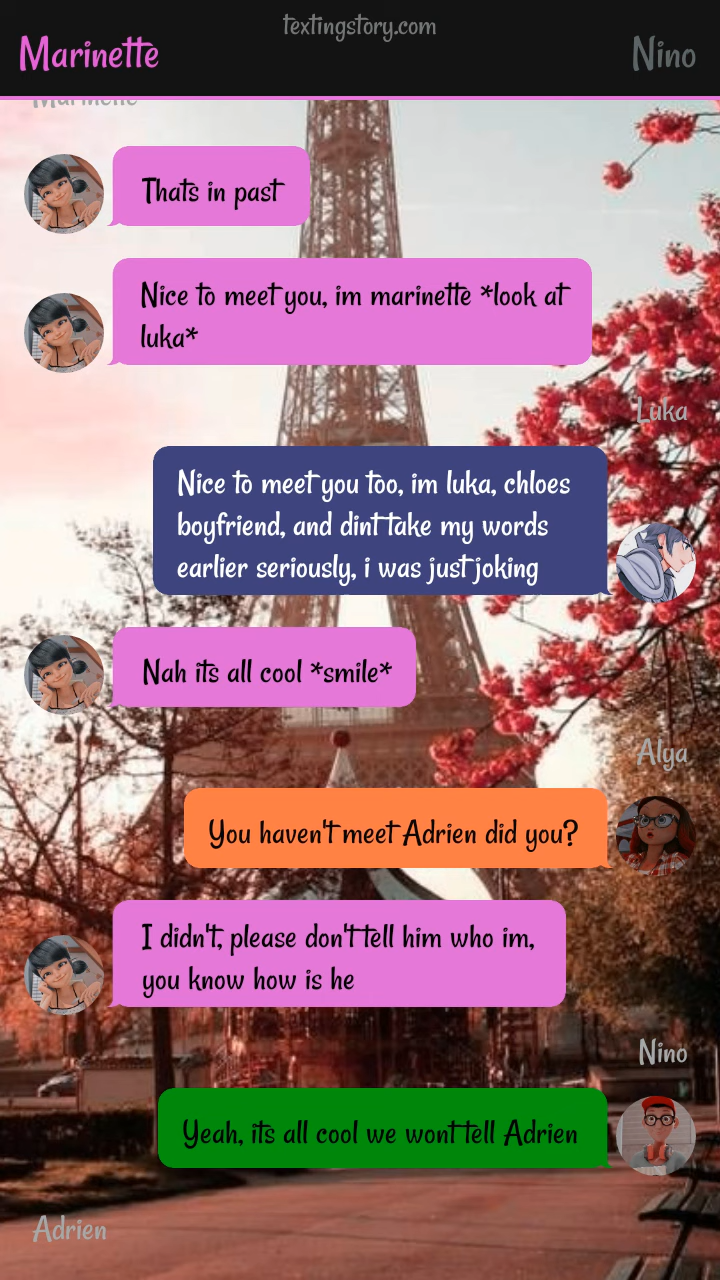 textingstory.com
Marinette
Nino
Marinette
Thats in past
Nice to meet you, im marinette *look at
luka*
Luka
Nice to meet you too, im luka, chloes
boyfriend, and dint take my words
earlier seriously, i was just joking
Nah its all cool *smile*
Alya
You haven't meet Adrien did you?
I didn't, please don't tell him who im,
you know how is he
Nino
Yeah, its all cool we wont tell Adrien
Adrien